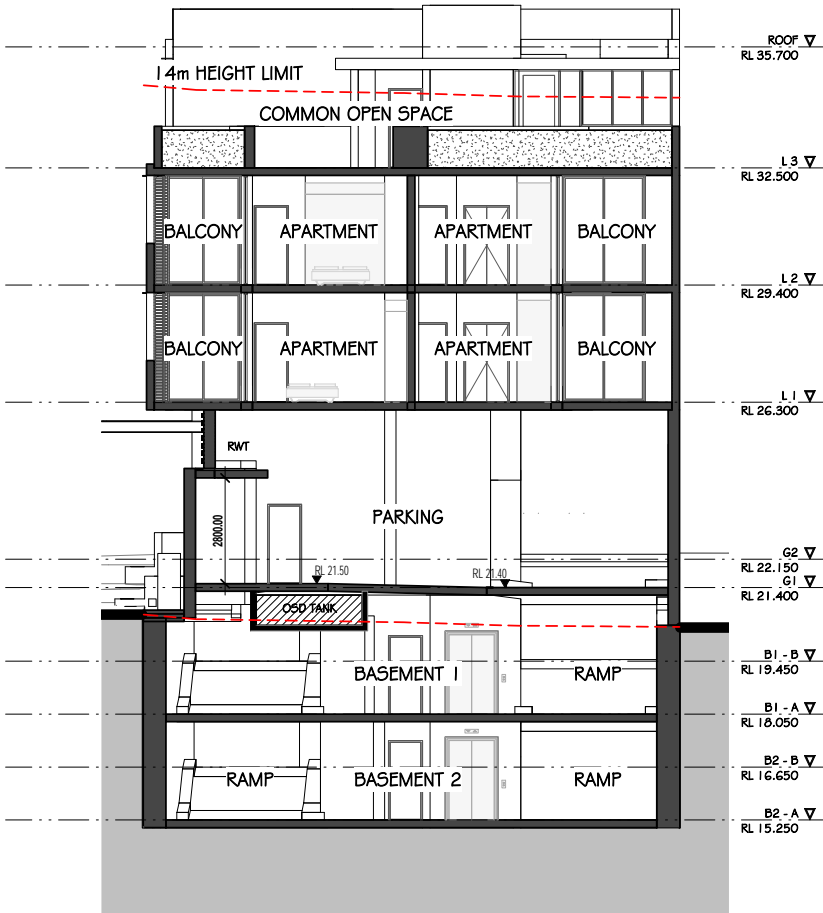 ROOF
RL 35.700
14m HEIGHT LIMIT
COMMON OPEN SPACE
L 3
RL 32.500
BALCONY APARTMENT APARTMENT BALCONY
L 2
RL 29.400
BALCONY APARTMENT APARTMENT BALCONY
L 1
RL 26.300
RWT
2800.00
PARKING
G2
RL 22.150
RL 21.50
RL 21.40
G1
RL 21.400
OSD TANK
B1 - B
RL 19.450
BASEMENT 1 RAMP
B1 - A
RL 18.050
B2 - B
RL 16.650
RAMP BASEMENT 2 RAMP
B2 - A
RL 15.250